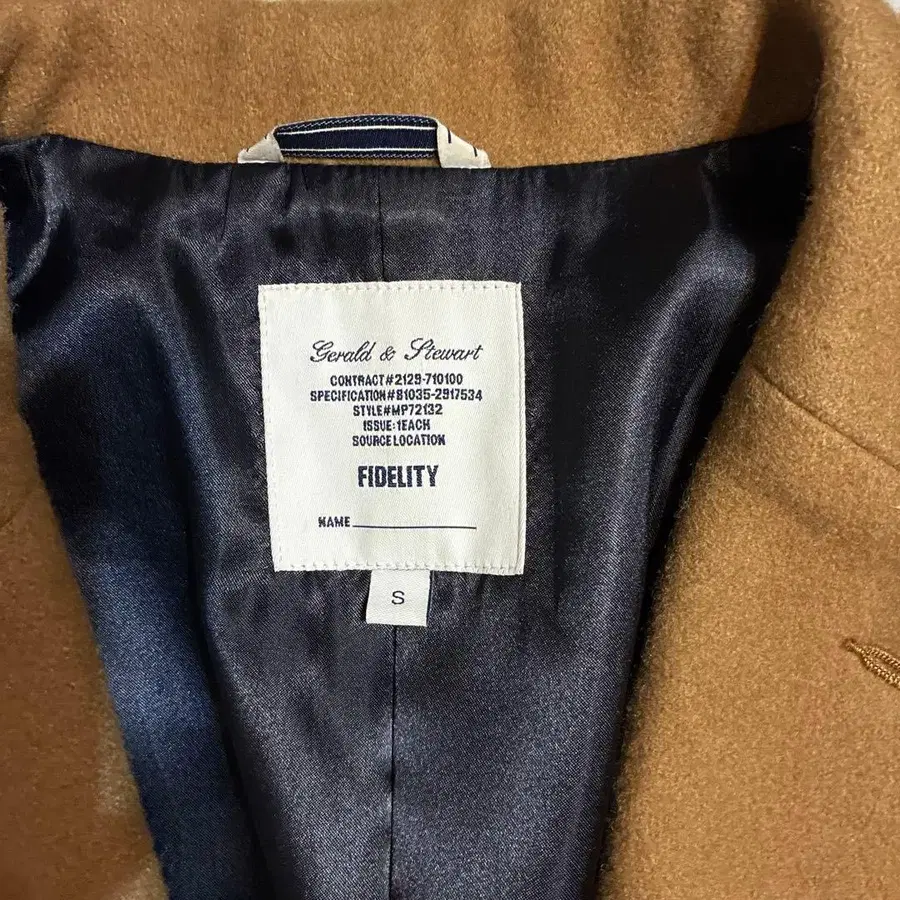 Gerald & Stewart
CONTRACT#2129-710100
SPECIFICATION#81035-2917534
STYLE#MP72132
ISSUE:1EACH
SOURCE LOCATION
FIDELITY
NAME
S